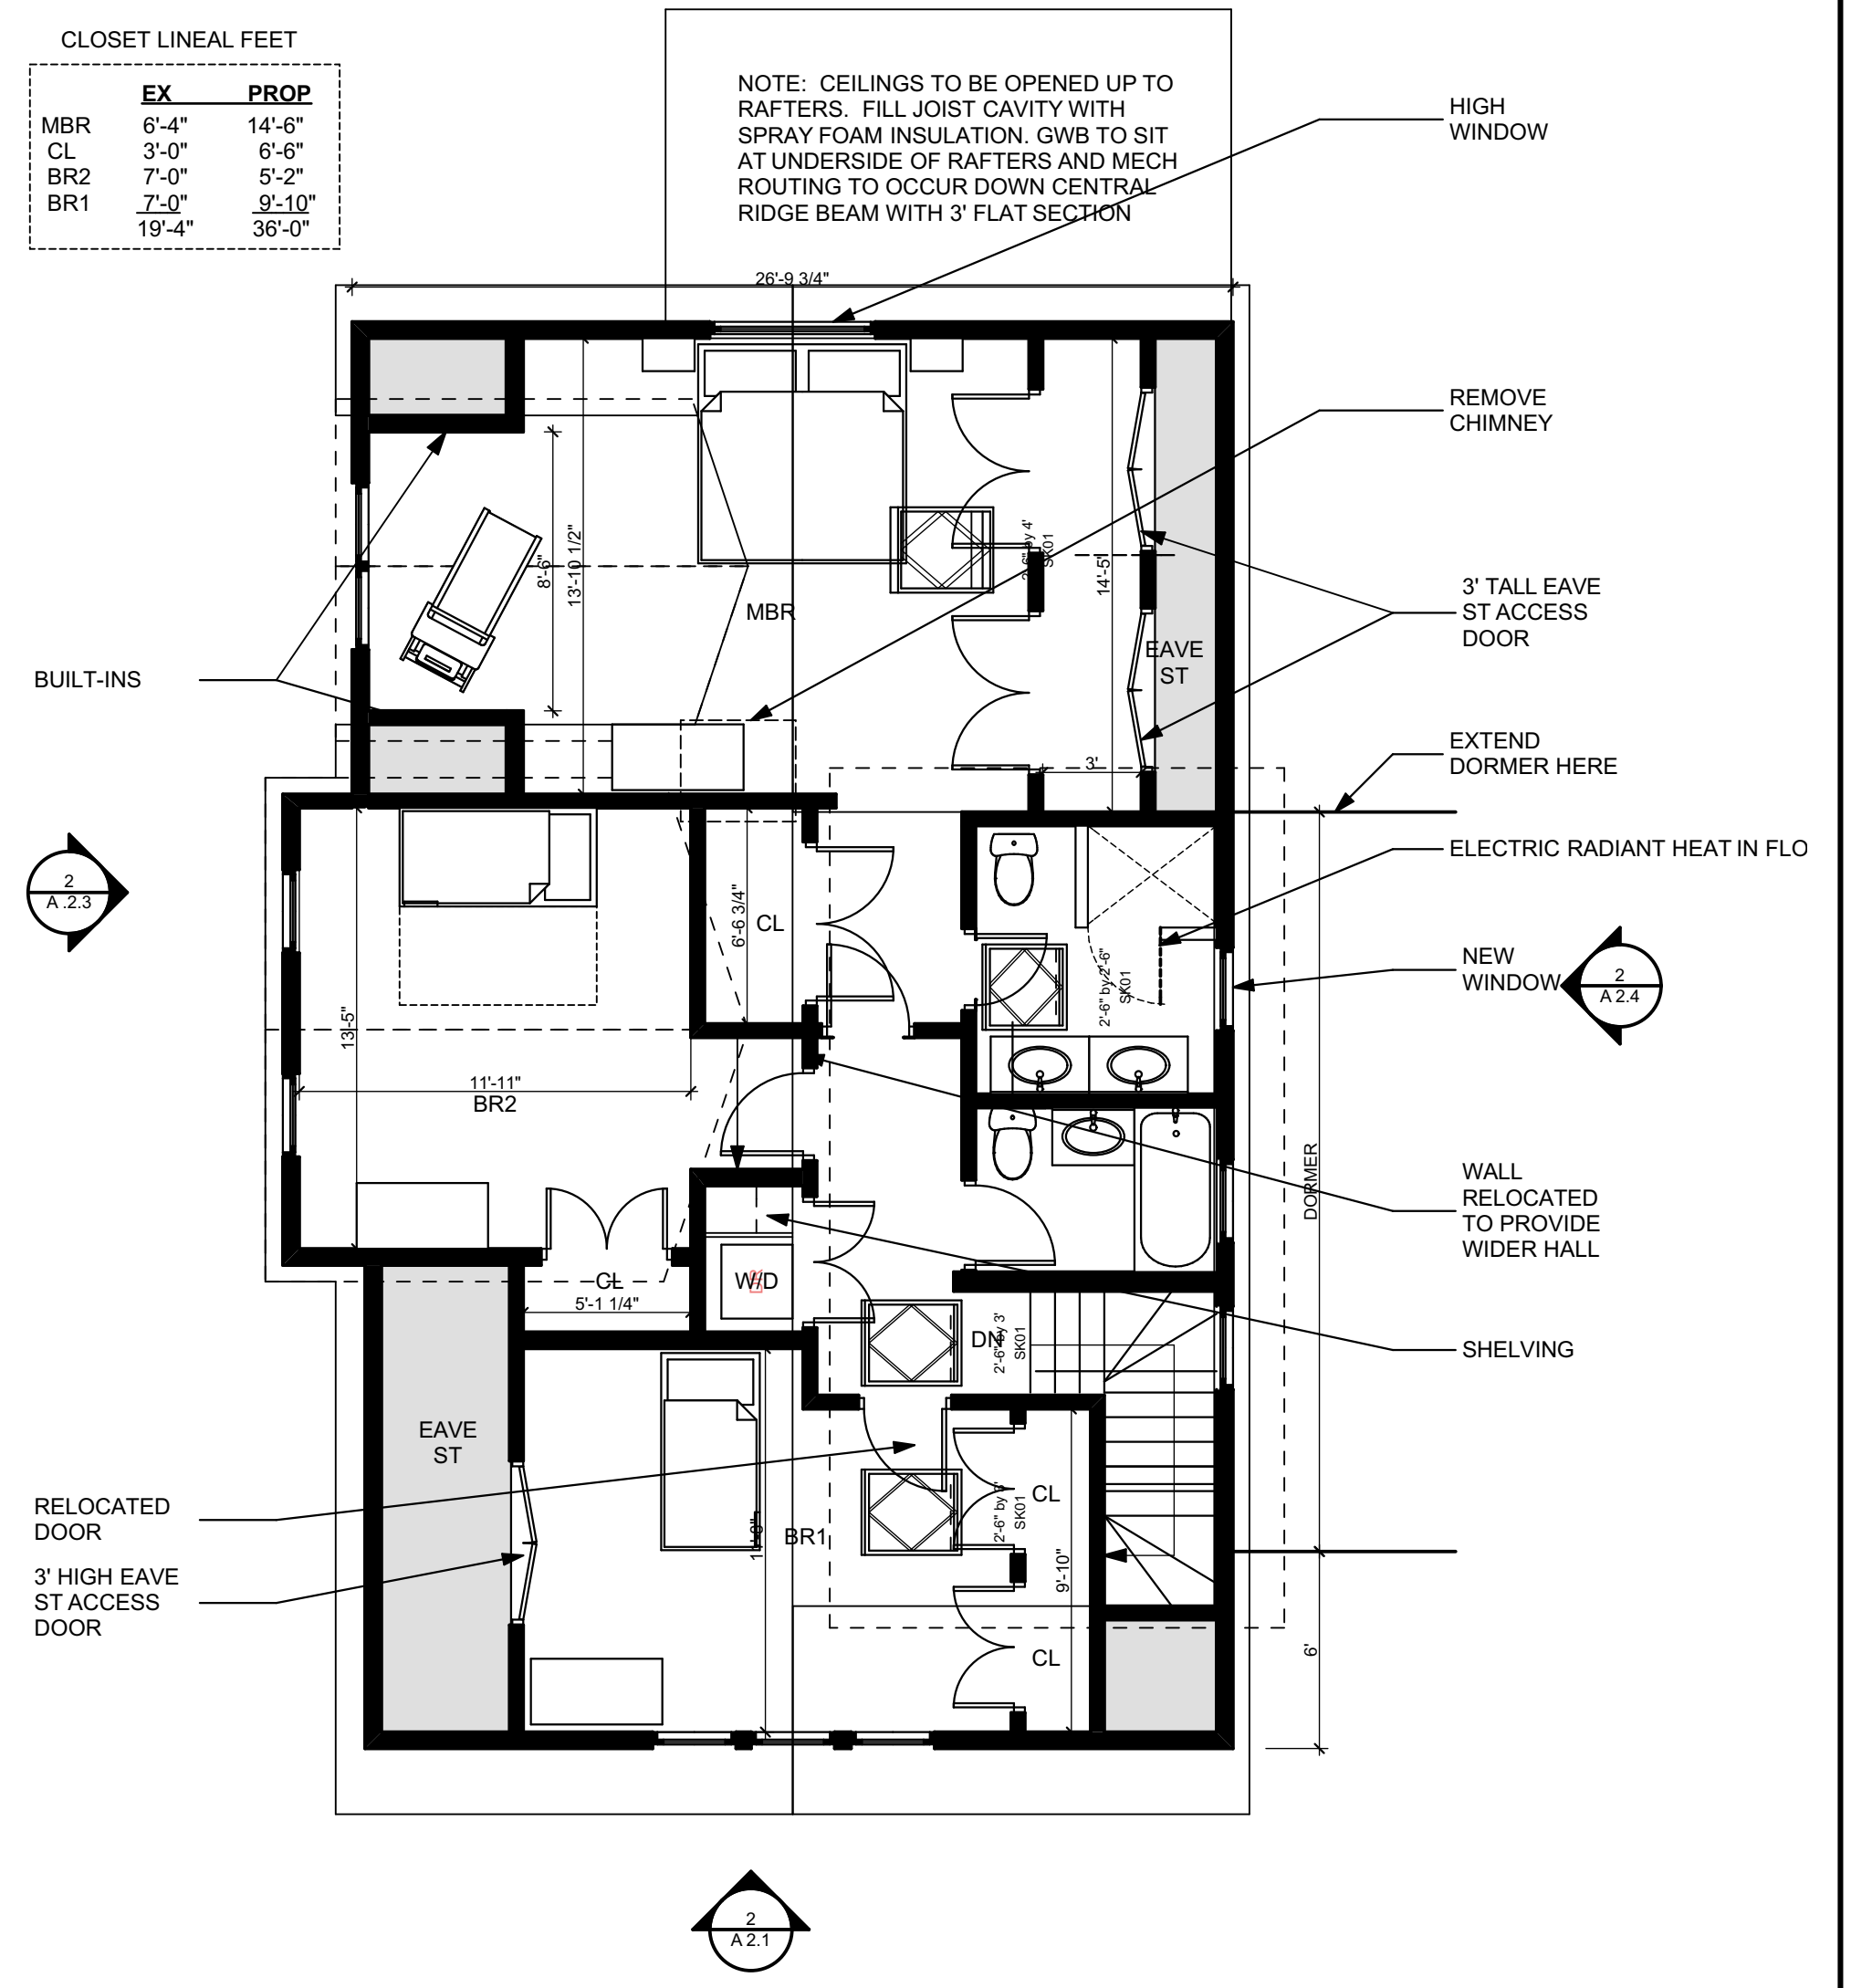 CLOSET LINEAL FEET
EX PROP
MBR 6'-4" 14'-6"
CL 3'-0" 6'-6"
BR2 7'-0" 5'-2"
BR1 7'-0" 9'-10"
19'-4" 36'-0"
NOTE: CEILINGS TO BE OPENED UP TO
RAFTERS. FILL JOIST CAVITY WITH
SPRAY FOAM INSULATION. GWB TO SIT
AT UNDERSIDE OF RAFTERS AND MECH
ROUTING TO OCCUR DOWN CENTRAL
RIDGE BEAM WITH 3' FLAT SECTION
HIGH
WINDOW
26'-9 3/4"
REMOVE
CHIMNEY
8'-6"
13'-10 1/2"
MBR
2'-6" by 4'
SK01
14'-5"
3' TALL EAVE
ST ACCESS
DOOR
EAVE
ST
BUILT-INS
3'
EXTEND
DORMER HERE
ELECTRIC RADIANT HEAT IN FLO
2
A .2.3
6'-6 3/4"
CL
2'-6" by 2'-6"
SK01
NEW
WINDOW
2
A 2.4
13'-5"
11'-11"
BR2
DORMER
WALL
RELOCATED
TO PROVIDE
WIDER HALL
CL
5'-1 1/4"
W/D
DN
2'-6" by 3'
SK01
SHELVING
EAVE
ST
RELOCATED
DOOR
BR1
2'-6" by
SK01
CL
9'-10"
3' HIGH EAVE
ST ACCESS
DOOR
CL
6'
2
A 2.1